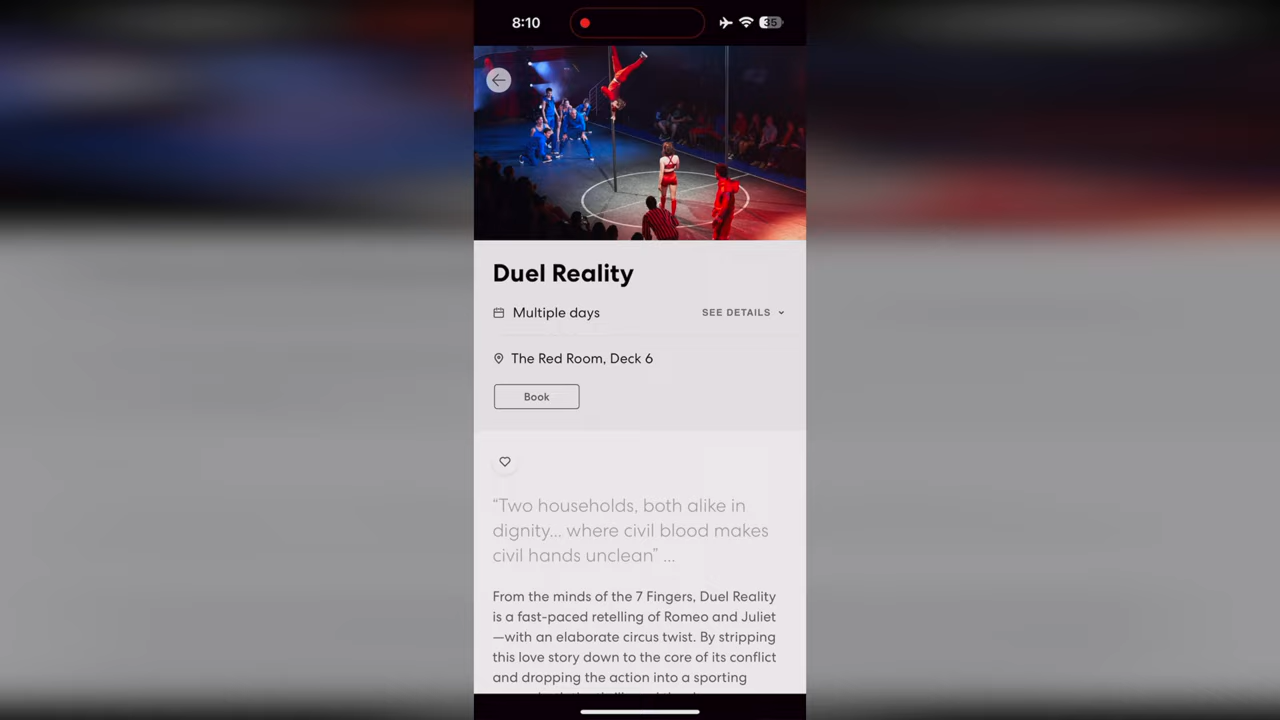 8:10
35
Duel Reality
Multiple days
SEE DETAILS
The Red Room, Deck 6
Book
“Two households, both alike in
dignity... where civil blood makes
civil hands unclean” ...
From the minds of the 7 Fingers, Duel Reality
is a fast-paced retelling of Romeo and Juliet
—with an elaborate circus twist. By stripping
this love story down to the core of its conflict
and dropping the action into a sporting